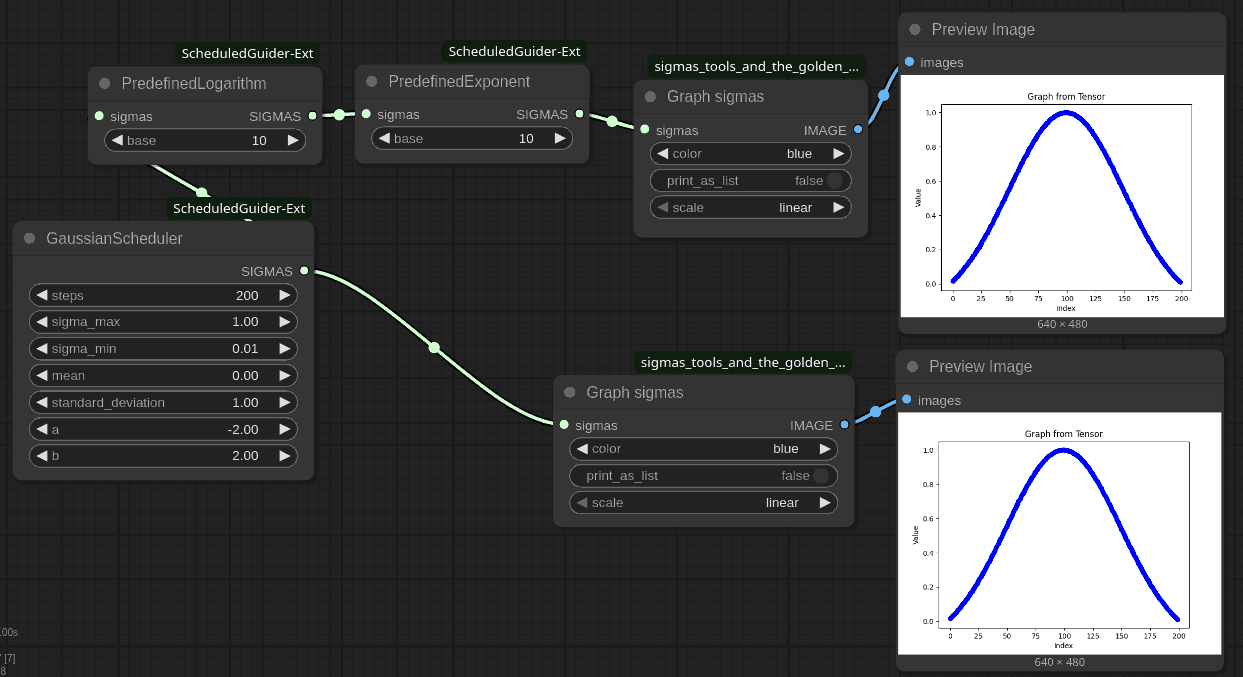 ScheduledGuider-Ext
PredefinedLogarithm
sigmas SIGMAS
base 10
ScheduledGuider-Ext
PredefinedExponent
sigmas SIGMAS
base 10
sigmas_tools_and_the_golden_...
Graph sigmas
sigmas IMAGE
color blue
print_as_list false
scale linear
Preview Image
images
Graph from Tensor
1.0
0.8
0.6
0.4
0.2
0.0
Value
0 25 50 75 100 125 150 175 200
Index
640 × 480
ScheduledGuider-Ext
GaussianScheduler
SIGMAS
steps 200
sigma_max 1.00
sigma_min 0.01
mean 0.00
standard_deviation 1.00
a -2.00
b 2.00
sigmas_tools_and_the_golden_...
Graph sigmas
sigmas IMAGE
color blue
print_as_list false
scale linear
Preview Image
images
Graph from Tensor
1.0
0.8
0.6
0.4
0.2
0.0
Value
0 25 50 75 100 125 150 175 200
Index
640 × 480
.00s
[7]
8